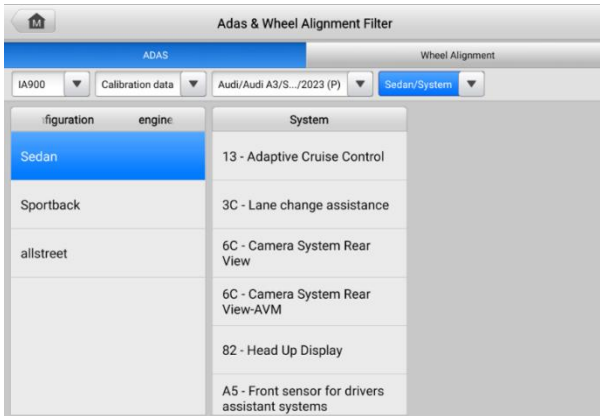 M
Adas & Wheel Alignment Filter
ADAS
Wheel Alignment
IA900
Calibration data
Audi/Audi A3/S.../2023 (P)
Sedan/System
figuration engine
System
Sedan
13 - Adaptive Cruise Control
Sportback
3C - Lane change assistance
allstreet
6C - Camera System Rear
View
6C - Camera System Rear
View-AVM
82 - Head Up Display
A5 - Front sensor for drivers
assistant systems